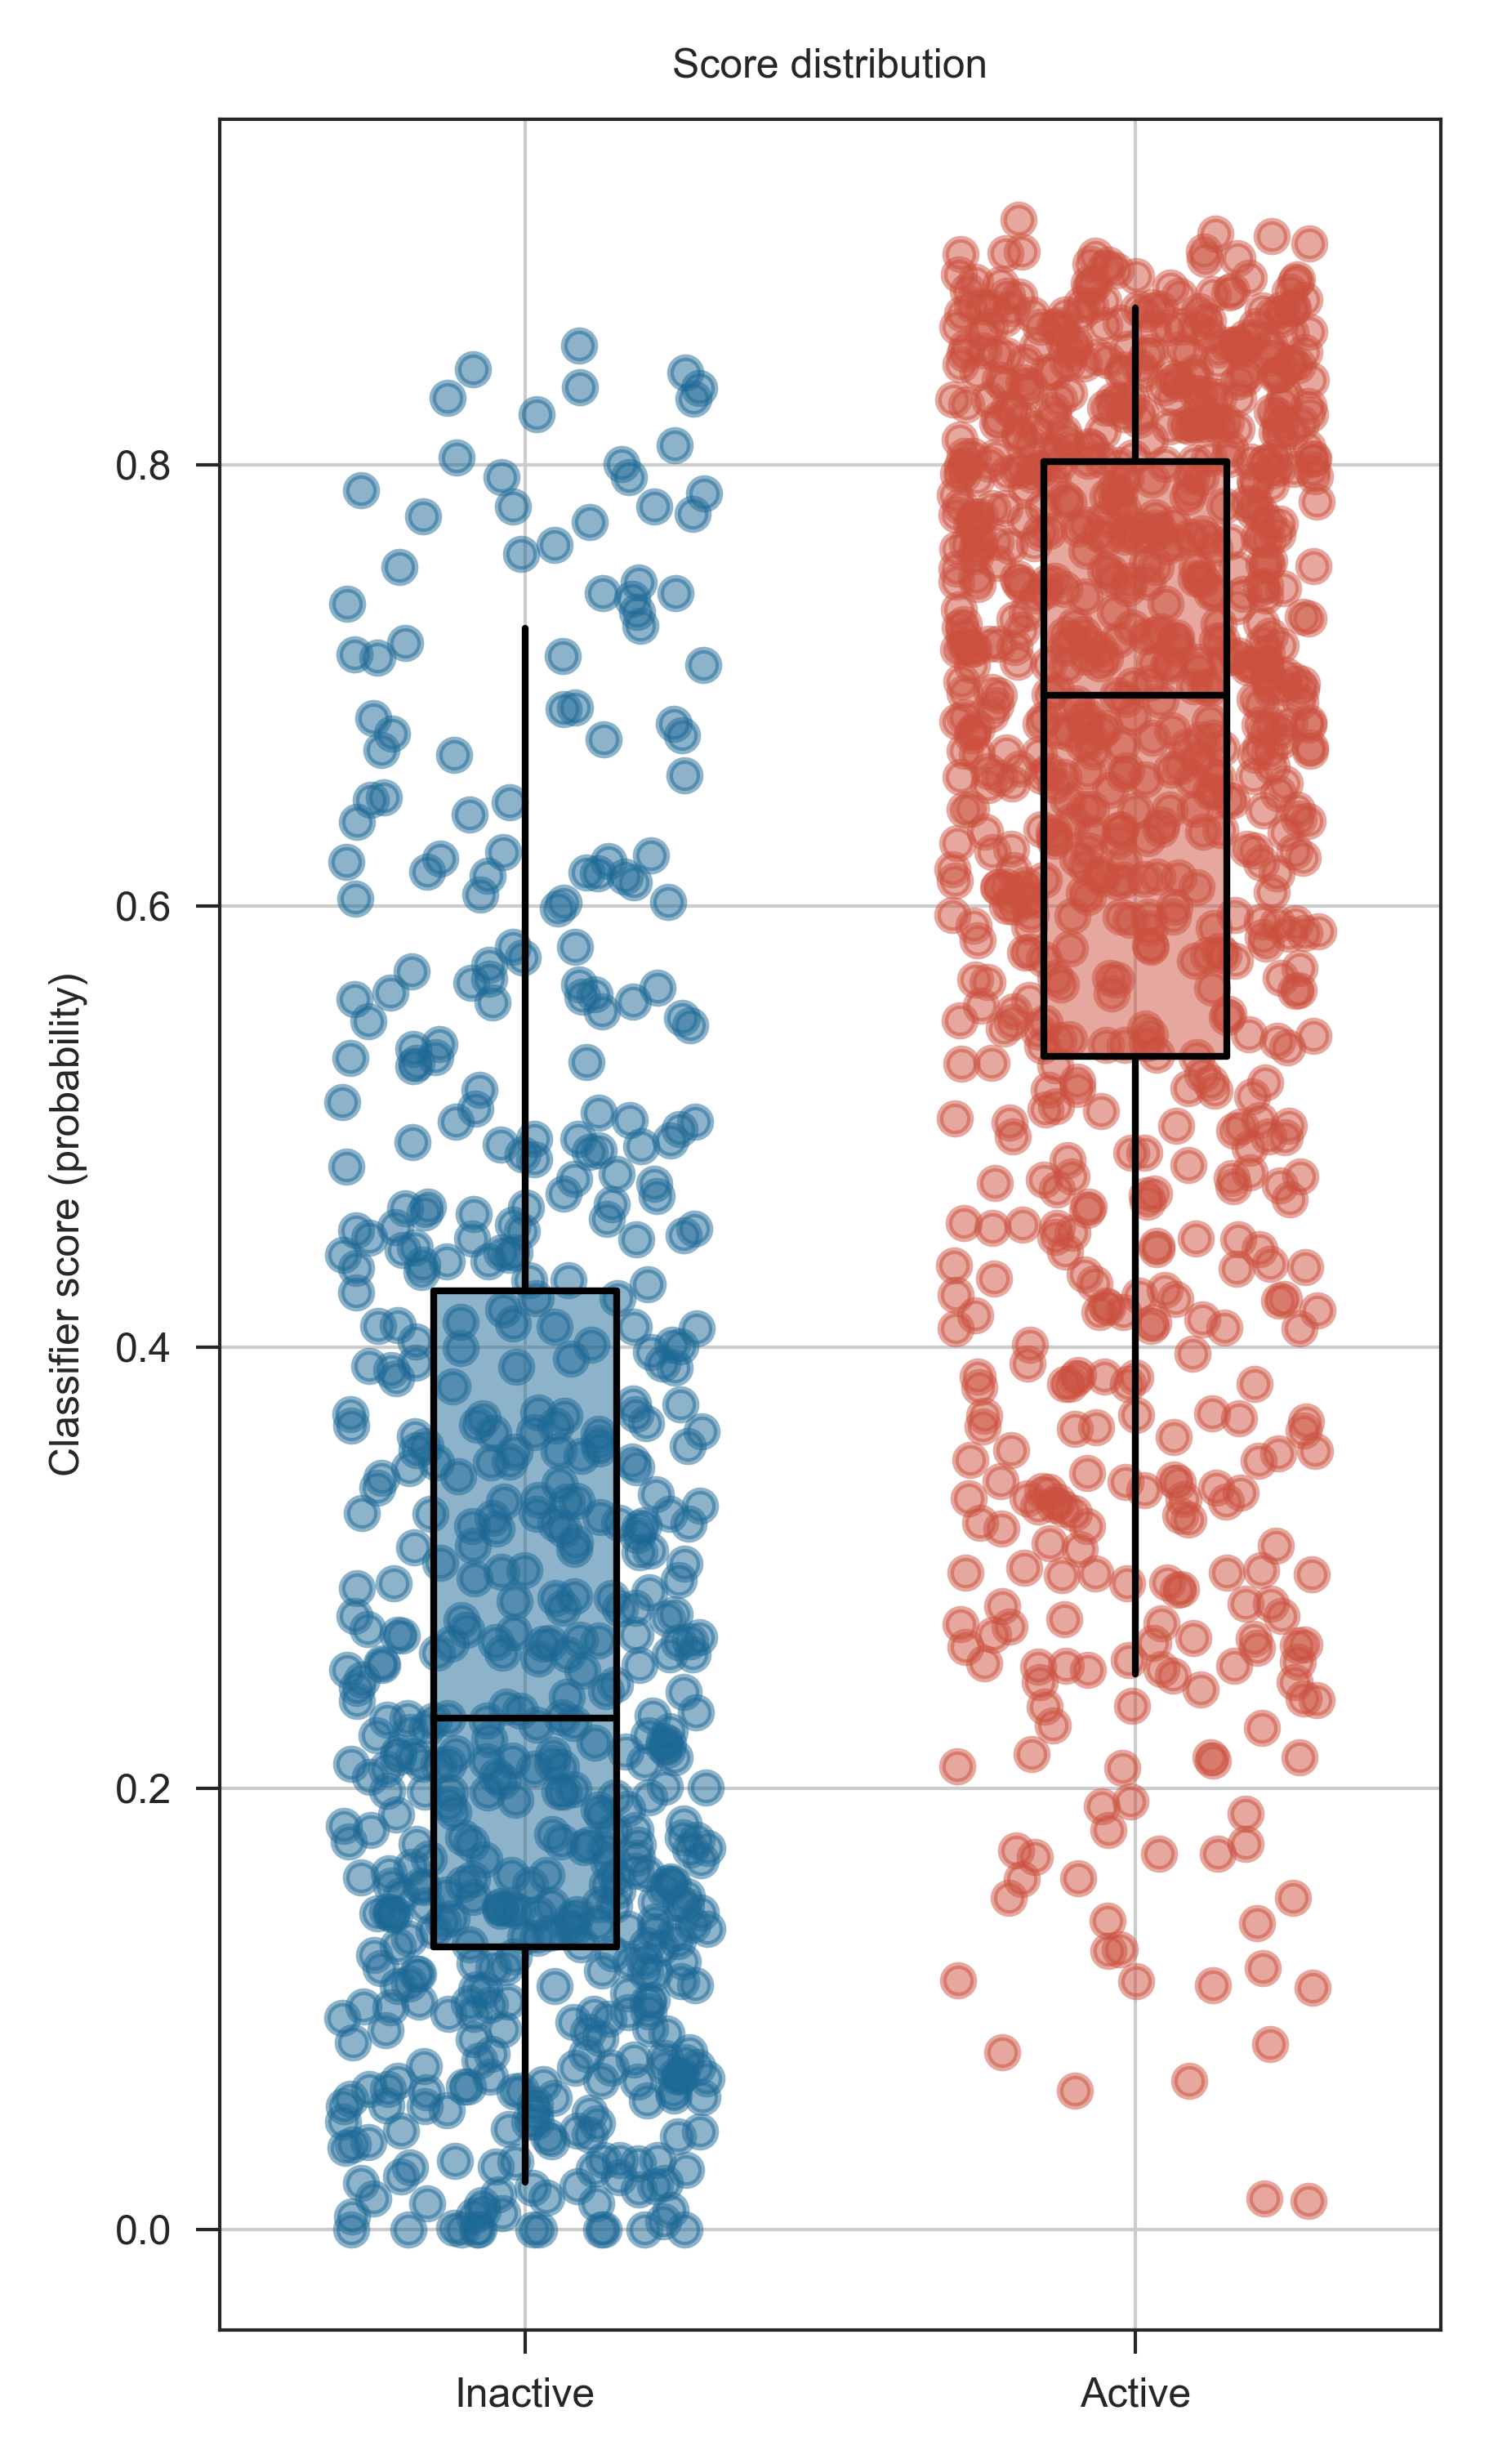 Score distribution
Classifier score (probability)
0.8
0.6
0.4
0.2
0.0
Inactive
Active